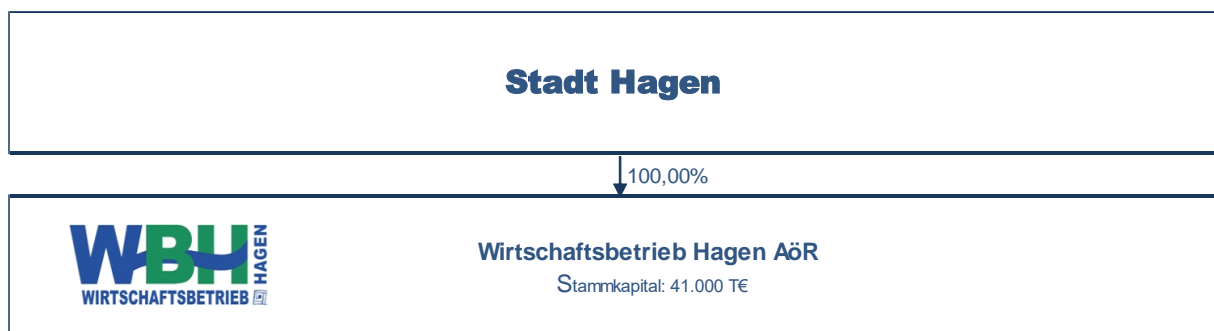 Stadt Hagen
100,00%
WBH
HAGEN
WIRTSCHAFTSBETRIEB
Wirtschaftsbetrieb Hagen AöR
Stammkapital: 41.000 T€